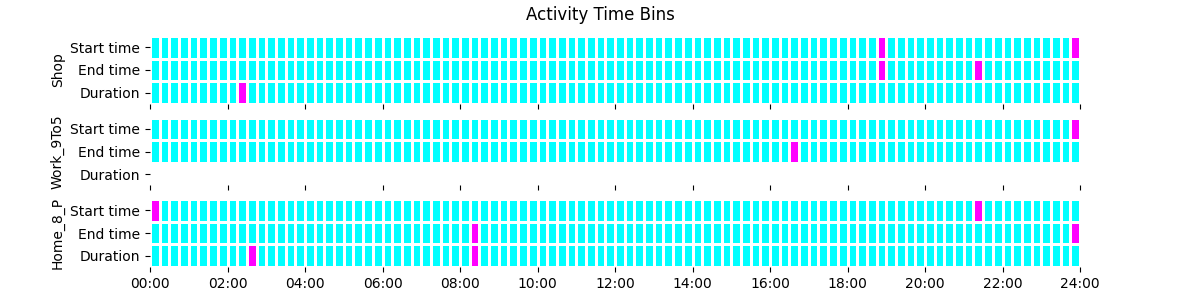 Activity Time Bins
Shop
Start time
End time
Duration
Work_9To5
Start time
End time
Duration
Home_8_P
Start time
End time
Duration
00:00 02:00 04:00 06:00 08:00 10:00 12:00 14:00 16:00 18:00 20:00 22:00 24:00